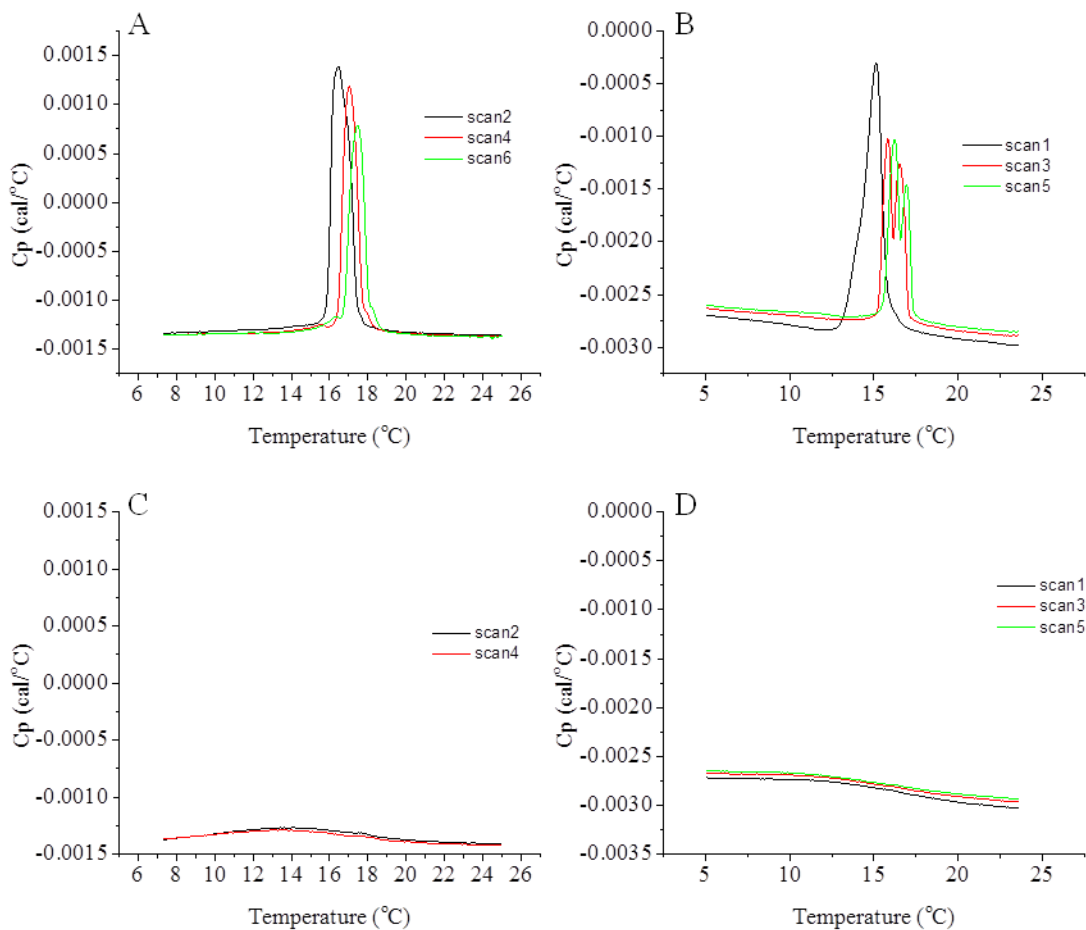 A
0.0015
0.0010
0.0005
0.0000
-0.0005
-0.0010
-0.0015
Cp (cal/°C)
scan2
scan4
scan6
6 8 10 12 14 16 18 20 22 24 26
Temperature (°C)
B
0.0000
-0.0005
-0.0010
-0.0015
-0.0020
-0.0025
-0.0030
Cp (cal/°C)
scan1
scan3
scan5
5 10 15 20 25
Temperature (°C)
C
0.0015
0.0010
0.0005
0.0000
-0.0005
-0.0010
-0.0015
Cp (cal/°C)
scan2
scan4
6 8 10 12 14 16 18 20 22 24 26
Temperature (°C)
D
0.0000
-0.0005
-0.0010
-0.0015
-0.0020
-0.0025
-0.0030
-0.0035
Cp (cal/°C)
scan1
scan3
scan5
5 10 15 20 25
Temperature (°C)